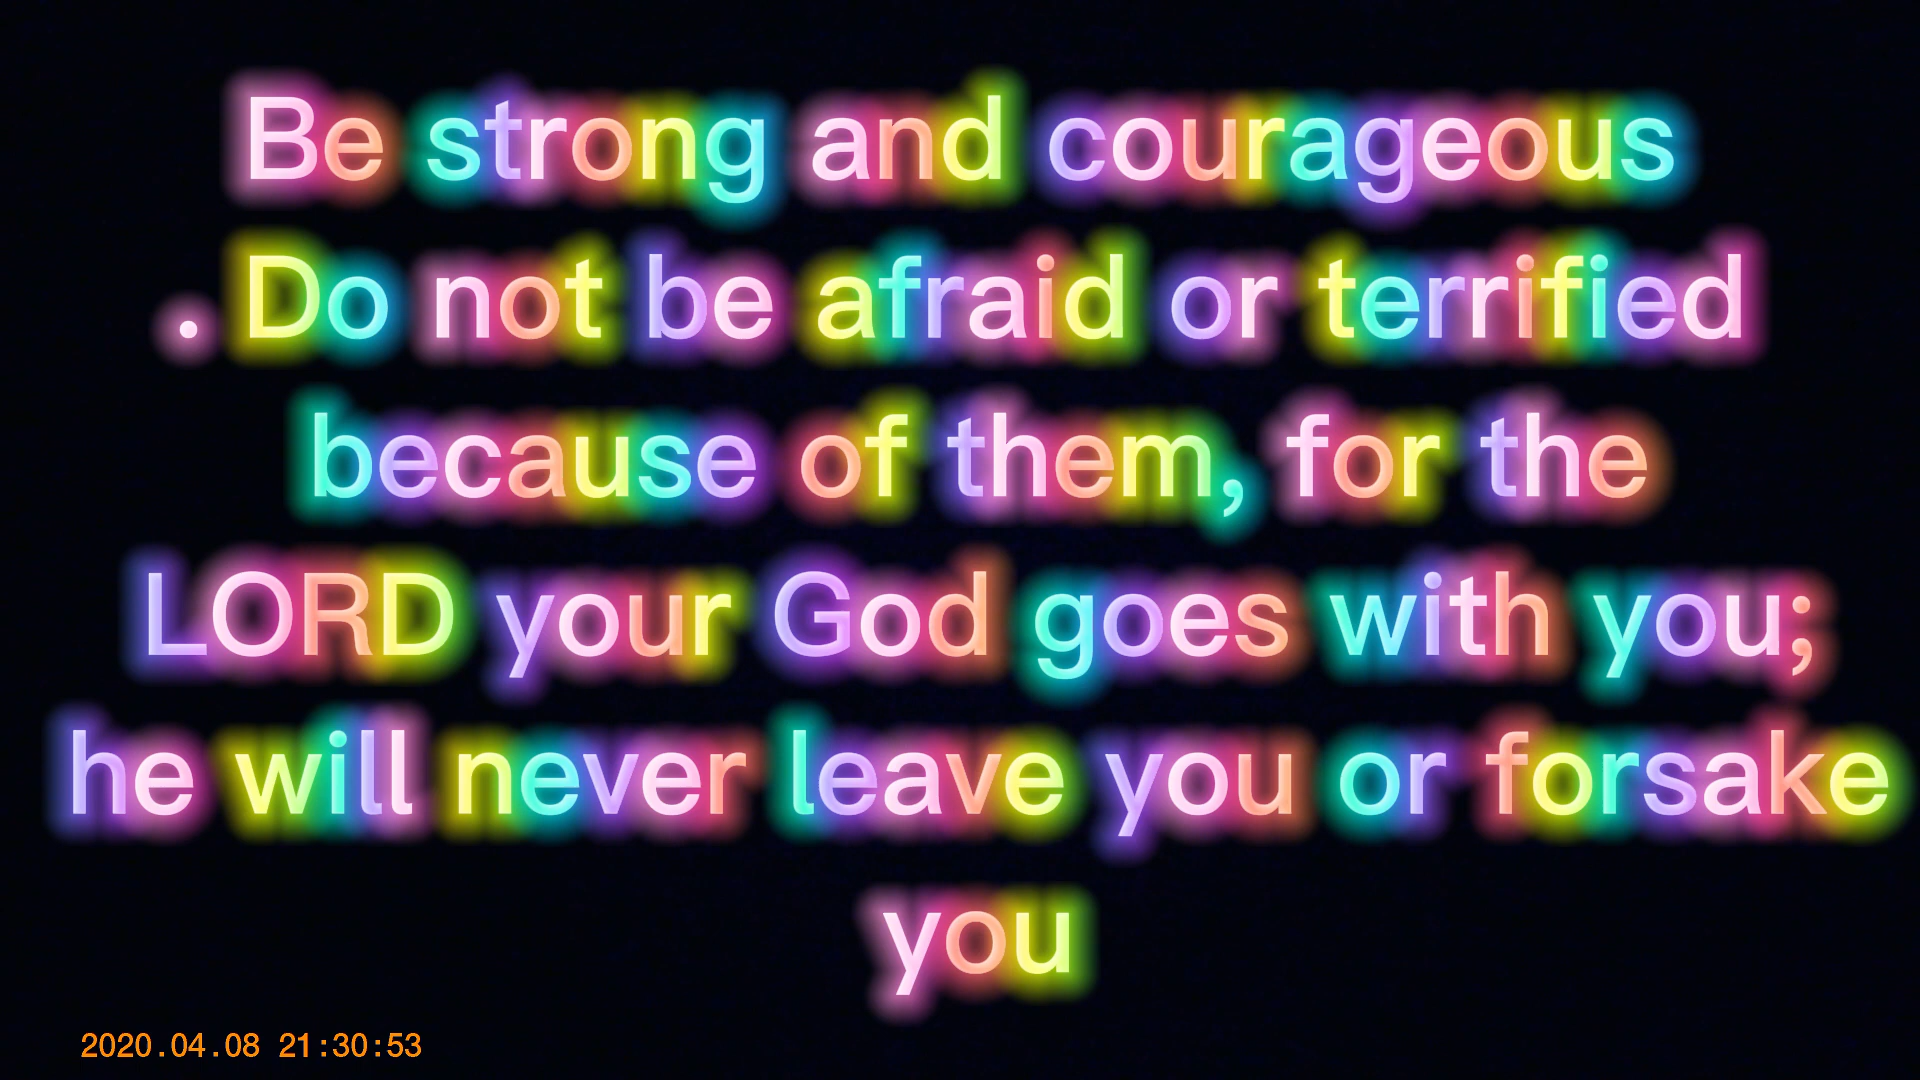 Be strong and courageous
. Do not be afraid or terrified
because of them, for the
LORD your God goes with you;
he will never leave you or forsake
you
2020.04.08 21:30:53